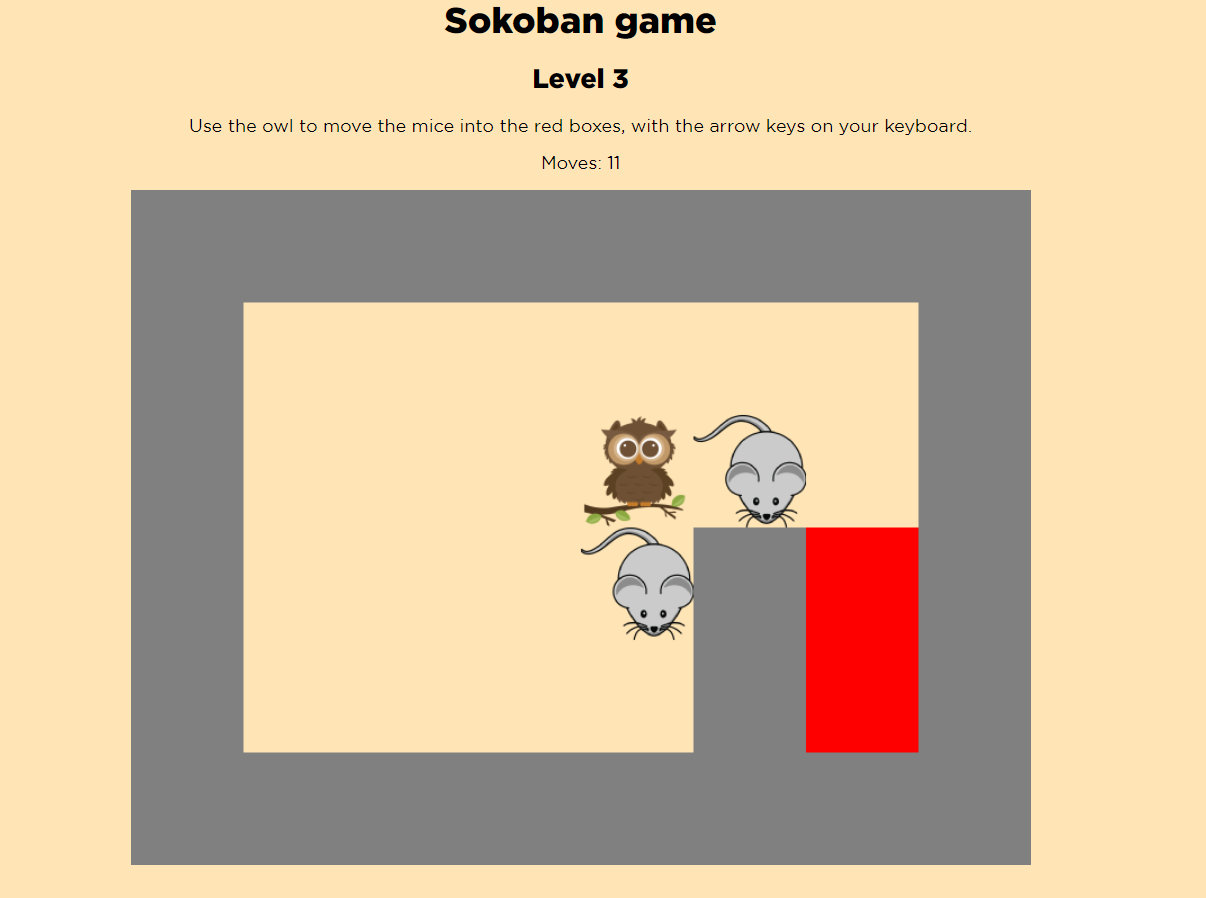 Sokoban game
Level 3
Use the owl to move the mice into the red boxes, with the arrow keys on your keyboard.
Moves: 11